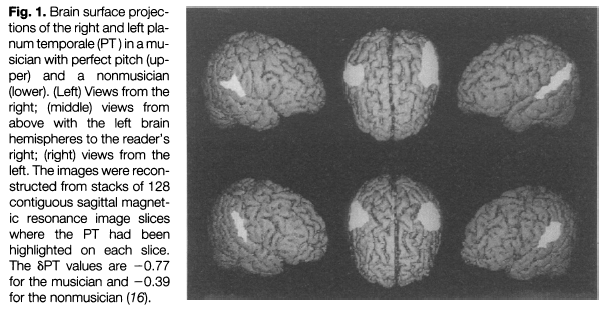 Fig. 1. Brain surface projec-
tions of the right and left pla-
num temporale (PT) in a mu-
sician with perfect pitch (up-
per) and a nonmusician
(lower). (Left) Views from the
right; (middle) views from
above with the left brain
hemispheres to the reader's
right; (right) views from the
left. The images were recon-
structed from stacks of 128
contiguous sagittal magnet-
ic resonance image slices
where the PT had been
highlighted on each slice.
The δPT values are −0.77
for the musician and −0.39
for the nonmusician (16).